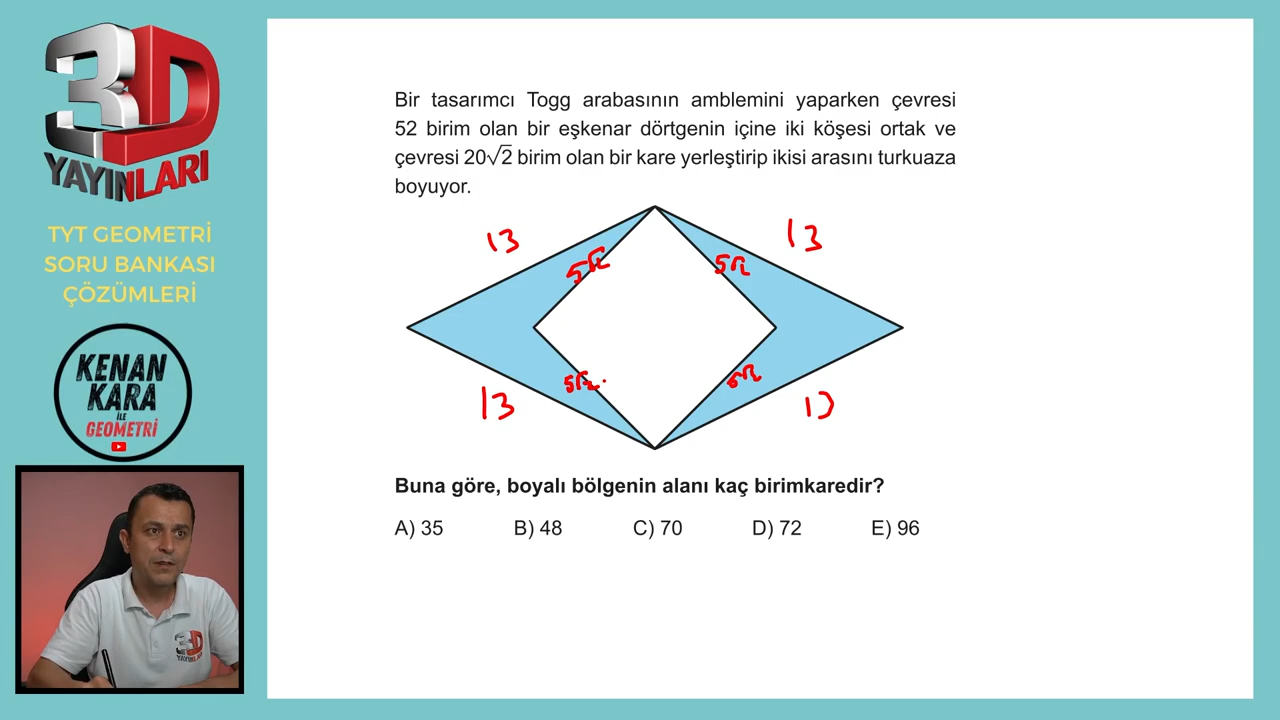 3D
YAYINLARI
TYT GEOMETRİ
SORU BANKASI
ÇÖZÜMLERİ
KENAN
KARA
İLE
GEOMETRİ
3D
YAYINLARI
Bir tasarımcı Togg arabasının amblemini yaparken çevresi
52 birim olan bir eşkenar dörtgenin içine iki köşesi ortak ve
çevresi 20√2 birim olan bir kare yerleştirip ikisi arasını turkuaza
boyuyor.
13
13
5√2
5√2
13
5√2
5√2
13
Buna göre, boyalı bölgenin alanı kaç birimkaredir?
A) 35 B) 48 C) 70 D) 72 E) 96